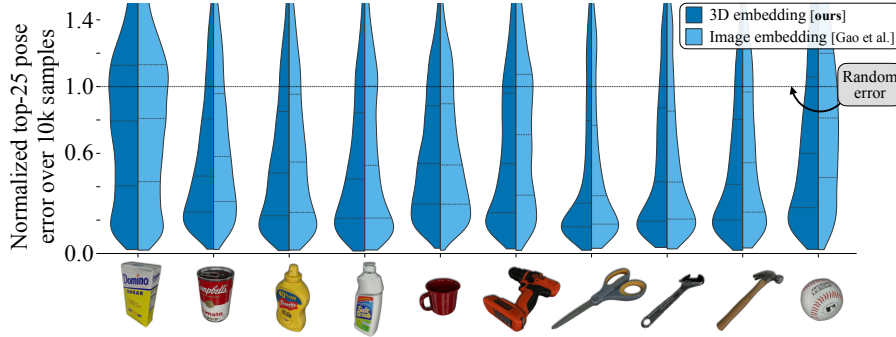 1.4
1.0
0.6
0.0
Normalized top-25 pose
error over 10k samples
3D embedding [ours]
Image embedding [Gao et al.]
Random
error
Domino
SUGAR
Campbell's